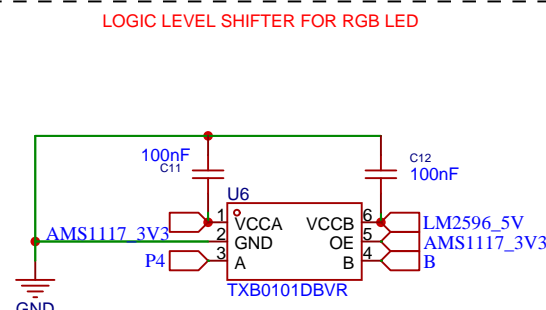 LOGIC LEVEL SHIFTER FOR RGB LED
100nF
C11
C12
100nF
U6
1 VCCA VCCB 6 LM2596_5V
AMS1117_3V3 2 GND OE 5 AMS1117_3V3
P4 3 A B 4 B
TXB0101DBVR
GND